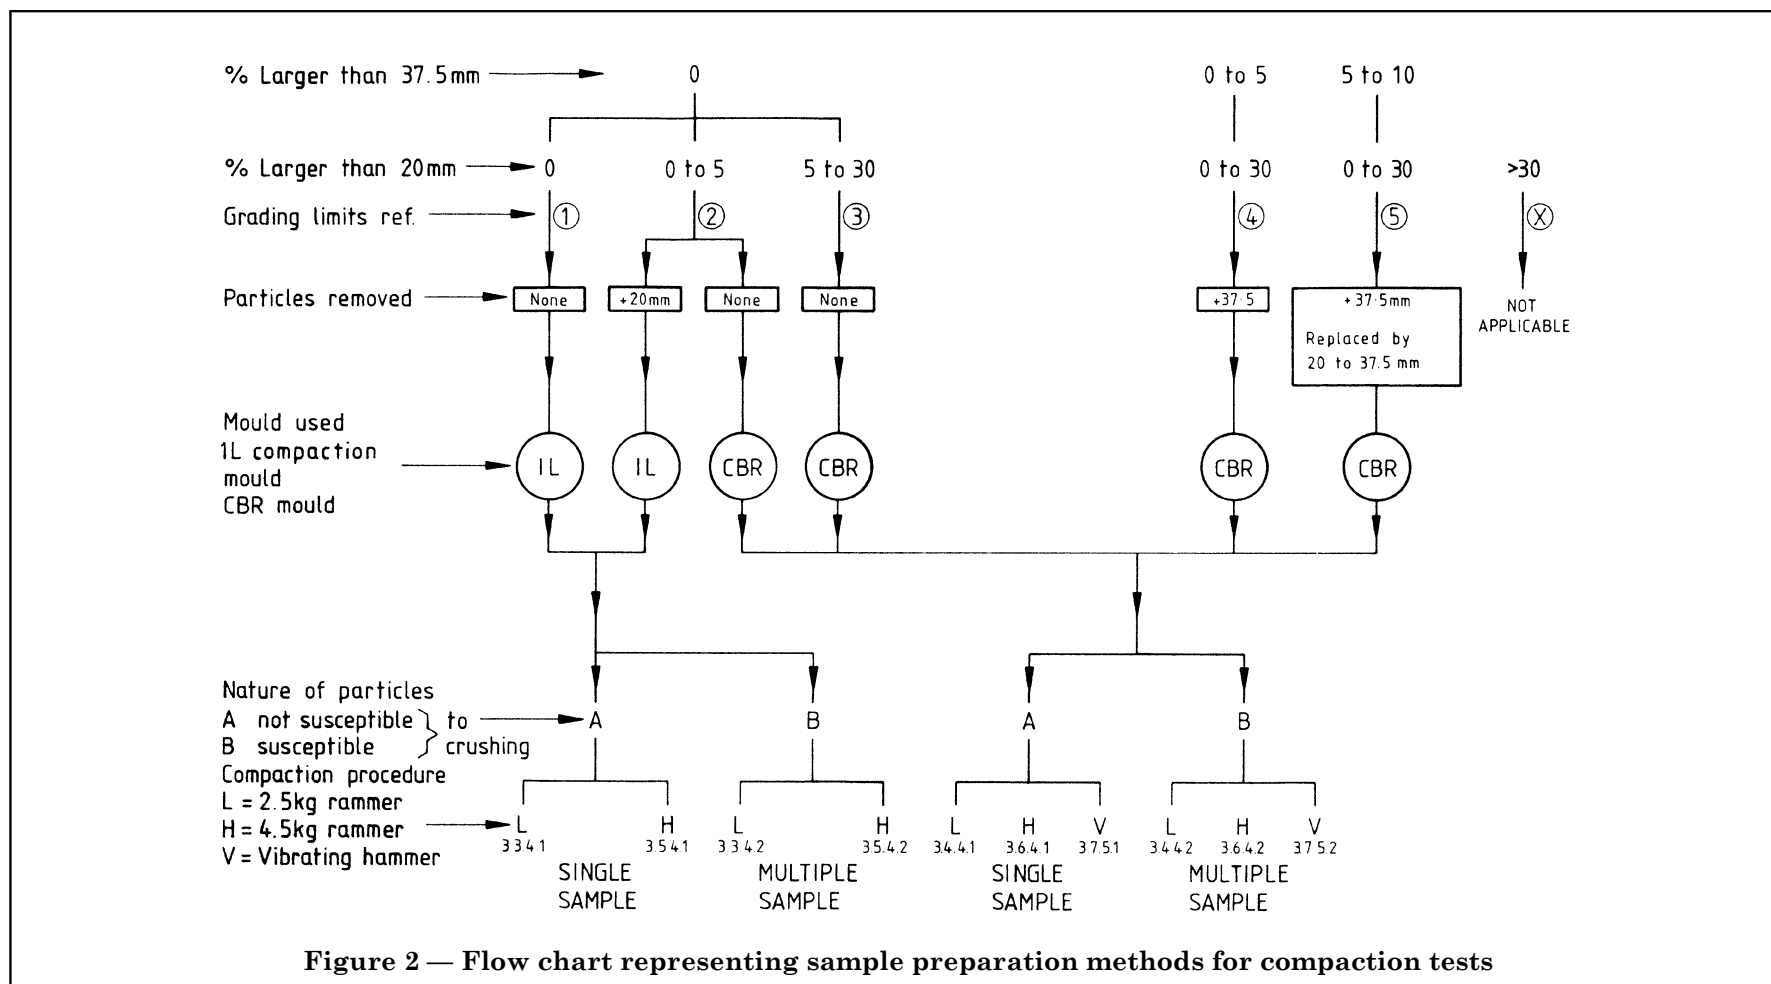 % Larger than 37.5mm
0
0 to 5
5 to 10
% Larger than 20mm
0
0 to 5
5 to 30
0 to 30
0 to 30
>30
Grading limits ref.
1
2
3
4
5
X
Particles removed
None
+20mm
None
None
+37·5
+37·5mm
Replaced by
20 to 37.5 mm
NOT
APPLICABLE
Mould used
1L compaction
mould
CBR mould
1L
1L
CBR
CBR
CBR
CBR
Nature of particles
A not susceptible
B susceptible
to
crushing
A
B
A
B
Compaction procedure
L = 2.5kg rammer
H = 4.5kg rammer
V = Vibrating hammer
L
H
L
H
L
H
V
L
H
V
3.3.4.1
3.5.4.1
3.3.4.2
3.5.4.2
3.4.4.1
3.6.4.1
3.7.5.1
3.4.4.2
3.6.4.2
3.7.5.2
SINGLE
SAMPLE
MULTIPLE
SAMPLE
SINGLE
SAMPLE
MULTIPLE
SAMPLE
Figure 2 — Flow chart representing sample preparation methods for compaction tests